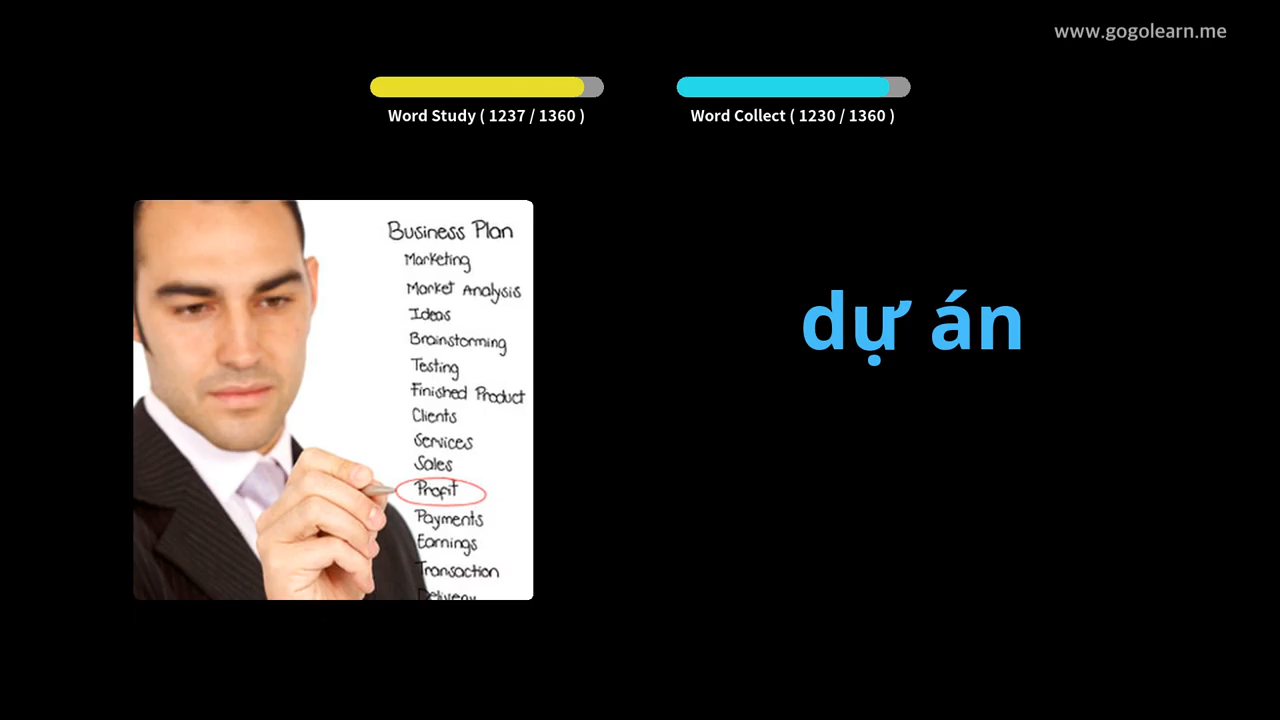 www.gogolearn.me
Word Study ( 1237 / 1360 )
Word Collect ( 1230 / 1360 )
Business Plan
Marketing
Market Analysis
Ideas
Brainstorming
Testing
Finished Product
Clients
Services
Sales
Profit
Payments
Earnings
Transaction
Delivery
dự án